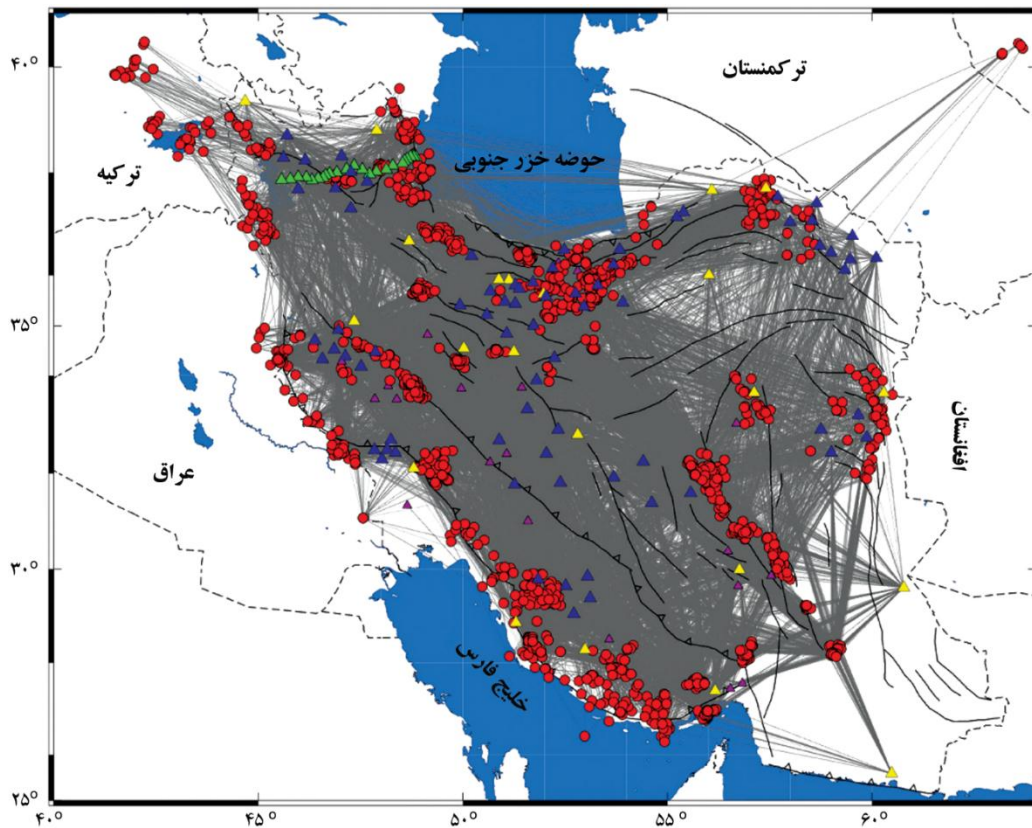 ۴۰°
ترکمنستان
حوضه خزر جنوبی
ترکیه
۳۵°
افغانستان
عراق
۳۰°
خلیج فارس
۲۵°
۴۰°
۴۵°
۵۰°
۵۵°
۶۰°